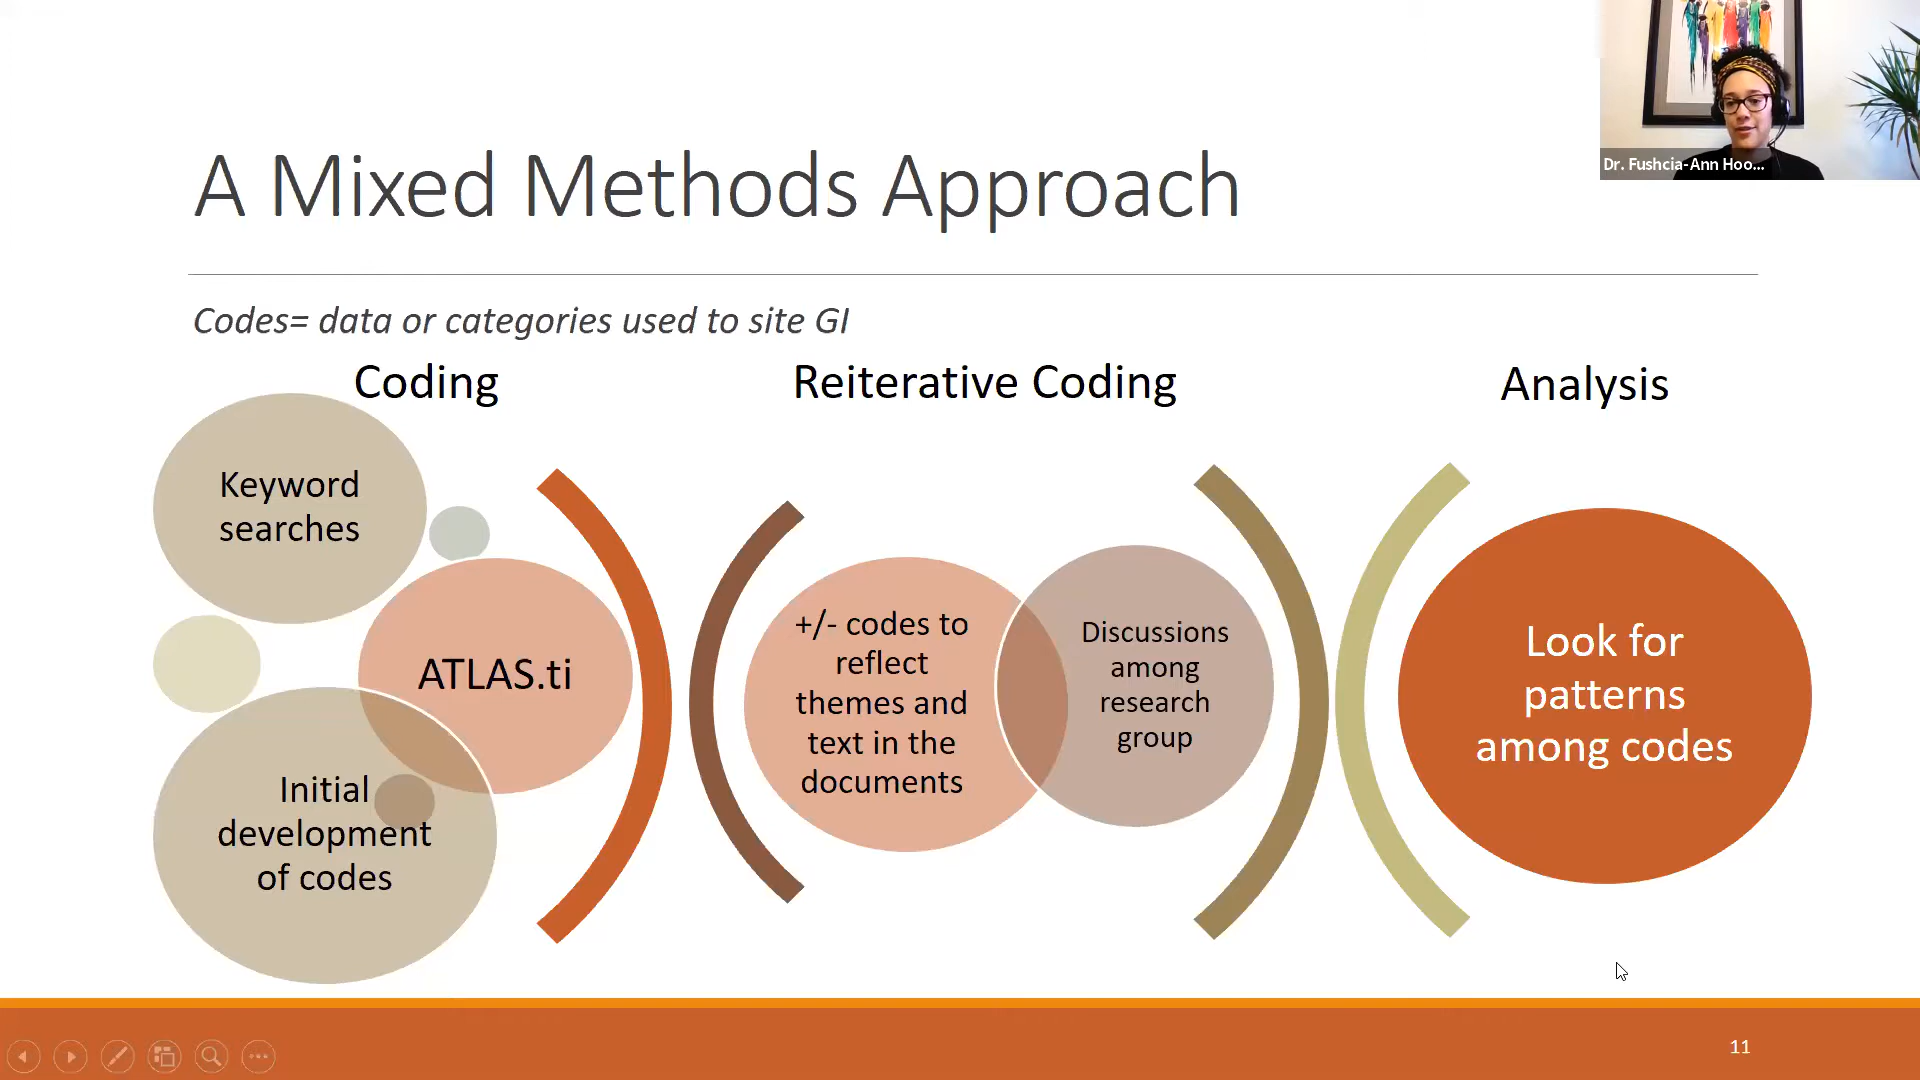 Dr. Fushcia-Ann Hoo...
A Mixed Methods Approach
Codes= data or categories used to site GI
Coding
Keyword
searches
ATLAS.ti
Initial
development
of codes
Reiterative Coding
+/- codes to
reflect
themes and
text in the
documents
Discussions
among
research
group
Analysis
Look for
patterns
among codes
11